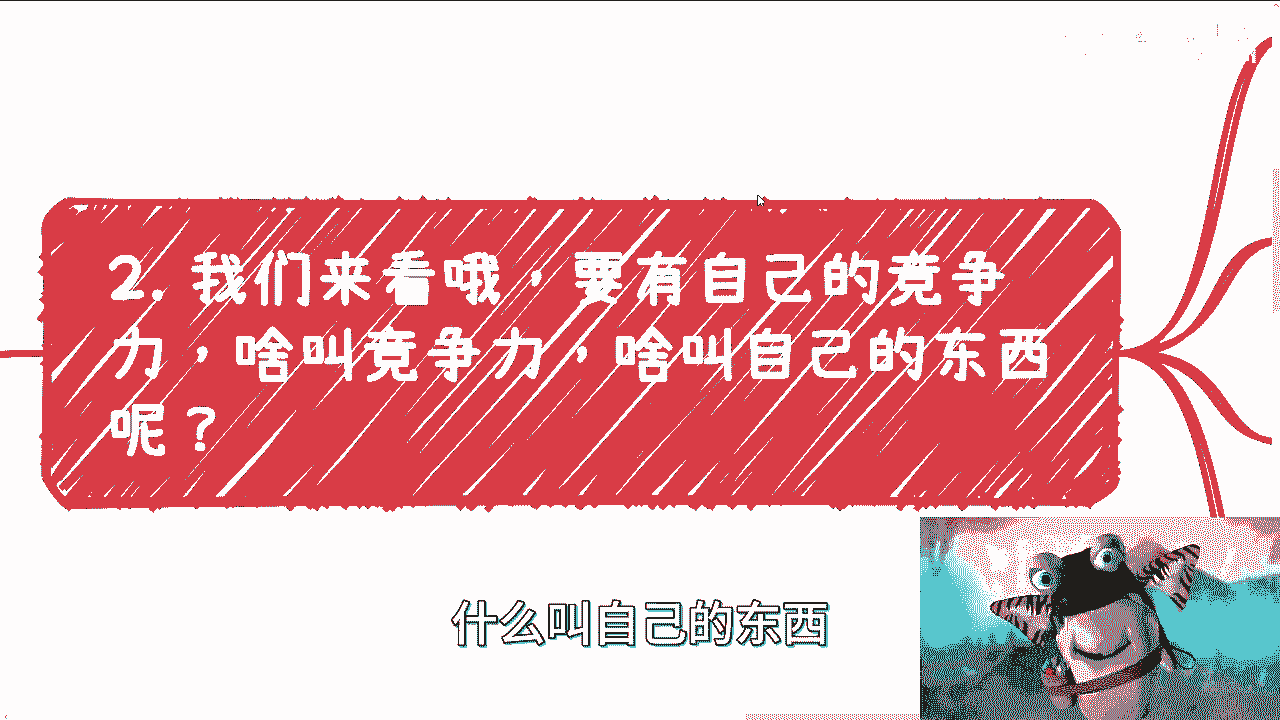 2. 我们来看哦，要有自己的竞争
力，啥叫竞争力，啥叫自己的东西
呢？
什么叫自己的东西